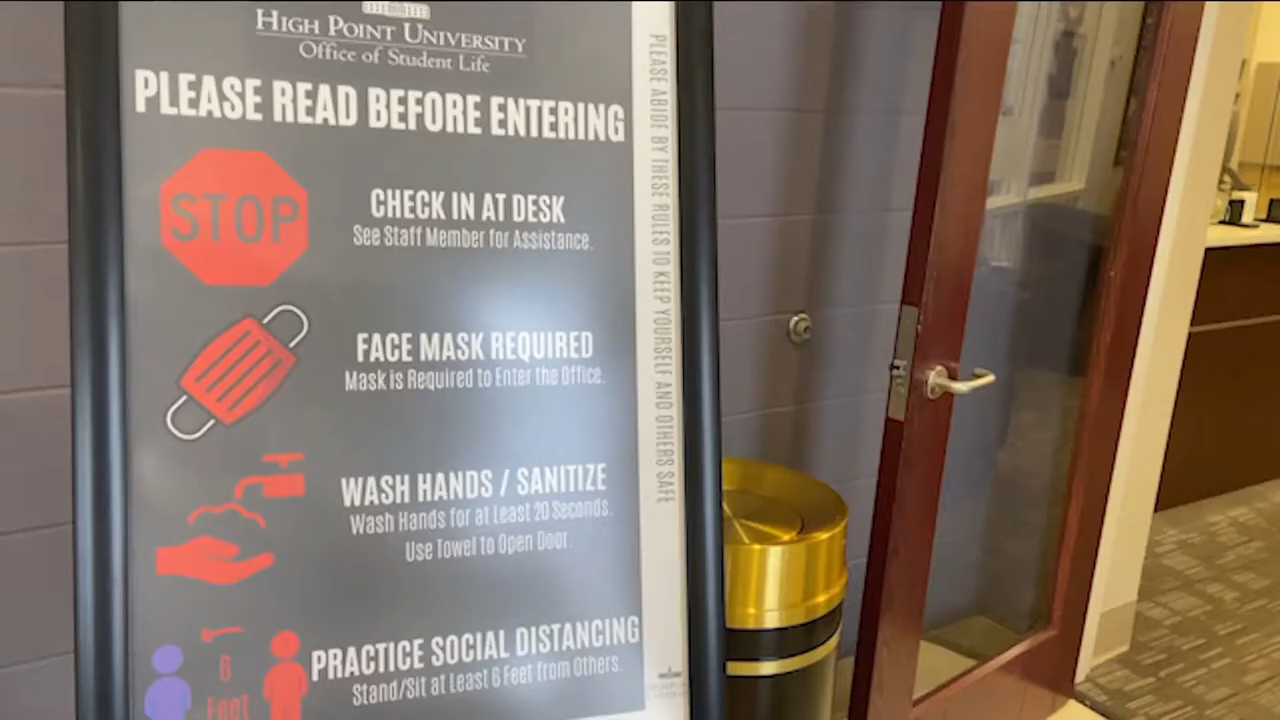 HIGH POINT UNIVERSITY
Office of Student Life
PLEASE READ BEFORE ENTERING
STOP
CHECK IN AT DESK
See Staff Member for Assistance.
FACE MASK REQUIRED
Mask is Required to Enter the Office.
WASH HANDS / SANITIZE
Wash Hands for at Least 20 Seconds.
Use Towel to Open Door.
6
Feet
PRACTICE SOCIAL DISTANCING
Stand/Sit at Least 6 Feet from Others.
PLEASE ABIDE BY THESE RULES TO KEEP YOURSELF AND OTHERS SAFE